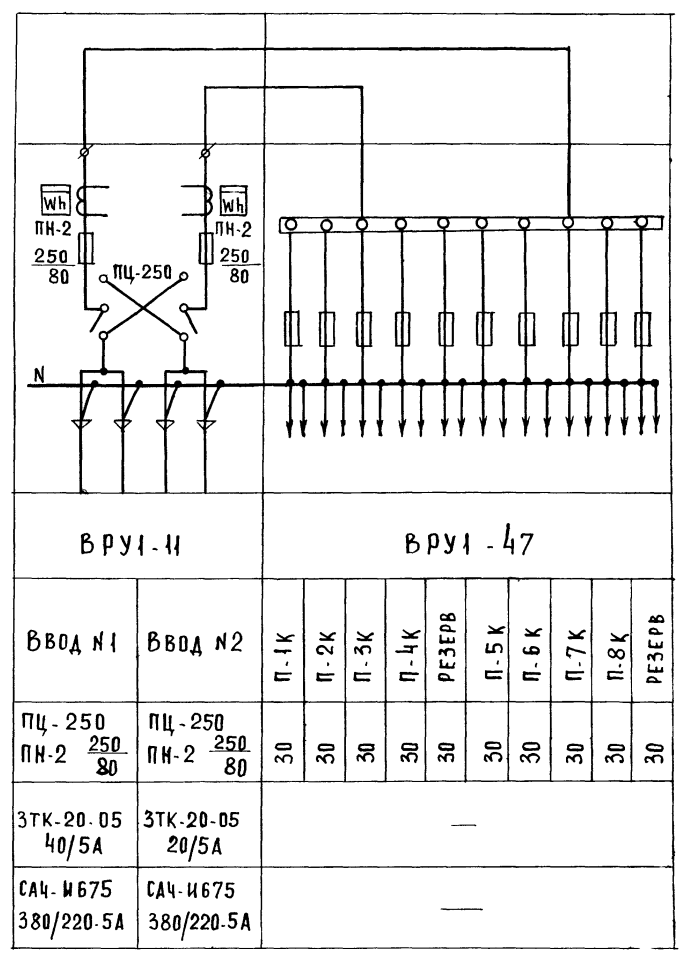 Wh
Wh
ПН-2
250
80
ПН-2
250
80
ПЦ-250
N
ВРУ1-11
ВРУ1-47
ВВОД N1
ВВОД N2
П-1К
П-2К
П-3К
П-4К
РЕЗЕРВ
П-5К
П-6К
П-7К
П-8К
РЕЗЕРВ
ПЦ-250
ПН-2 250/80
ПЦ-250
ПН-2 250/80
30
30
30
30
30
30
30
30
30
30
3ТК-20-05
40/5А
3ТК-20-05
20/5А
—
СА4-И675
380/220-5А
СА4-И675
380/220-5А
—